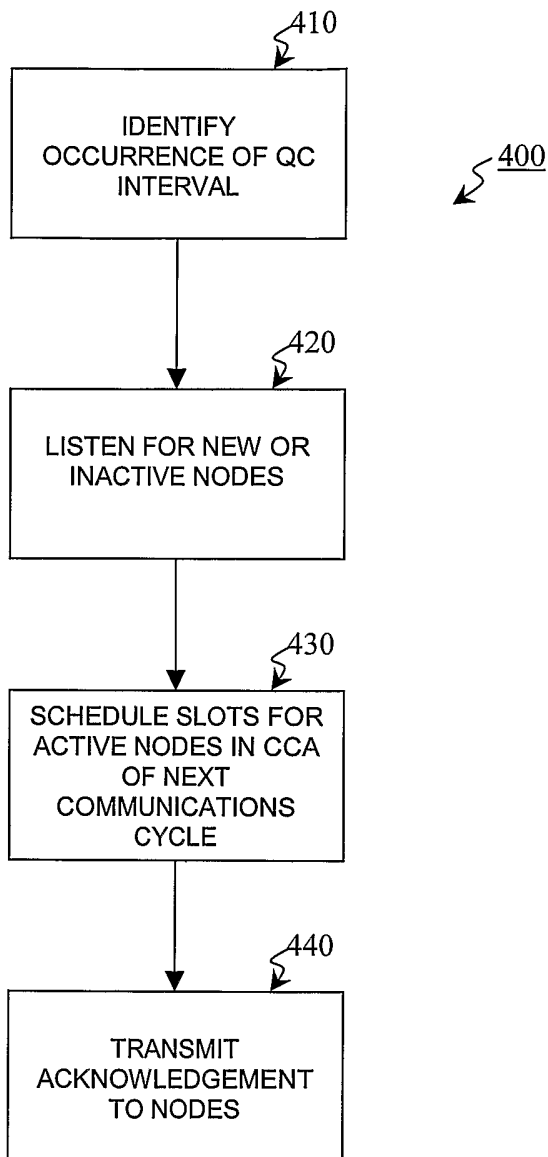 410
IDENTIFY
OCCURRENCE OF QC
INTERVAL
400
420
LISTEN FOR NEW OR
INACTIVE NODES
430
SCHEDULE SLOTS FOR
ACTIVE NODES IN CCA
OF NEXT
COMMUNICATIONS
CYCLE
440
TRANSMIT
ACKNOWLEDGEMENT
TO NODES